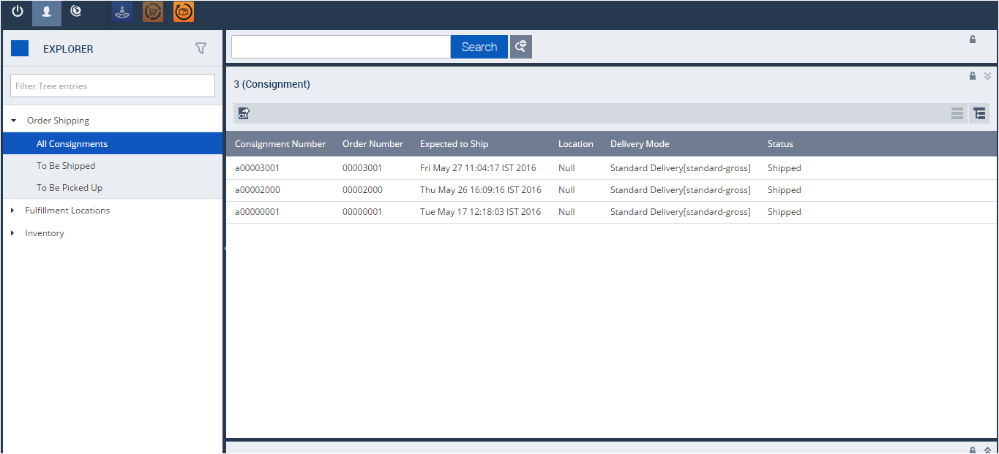 EXPLORER
Search
Filter Tree entries
3 (Consignment)
Order Shipping
CSV
All Consignments
Consignment Number Order Number Expected to Ship Location Delivery Mode Status
To Be Shipped
a00003001 00003001 Fri May 27 11:04:17 IST 2016 Null Standard Delivery[standard-gross] Shipped
To Be Picked Up
a00002000 00002000 Thu May 26 16:09:16 IST 2016 Null Standard Delivery[standard-gross] Shipped
Fulfillment Locations
a00000001 00000001 Tue May 17 12:18:03 IST 2016 Null Standard Delivery[standard-gross] Shipped
Inventory